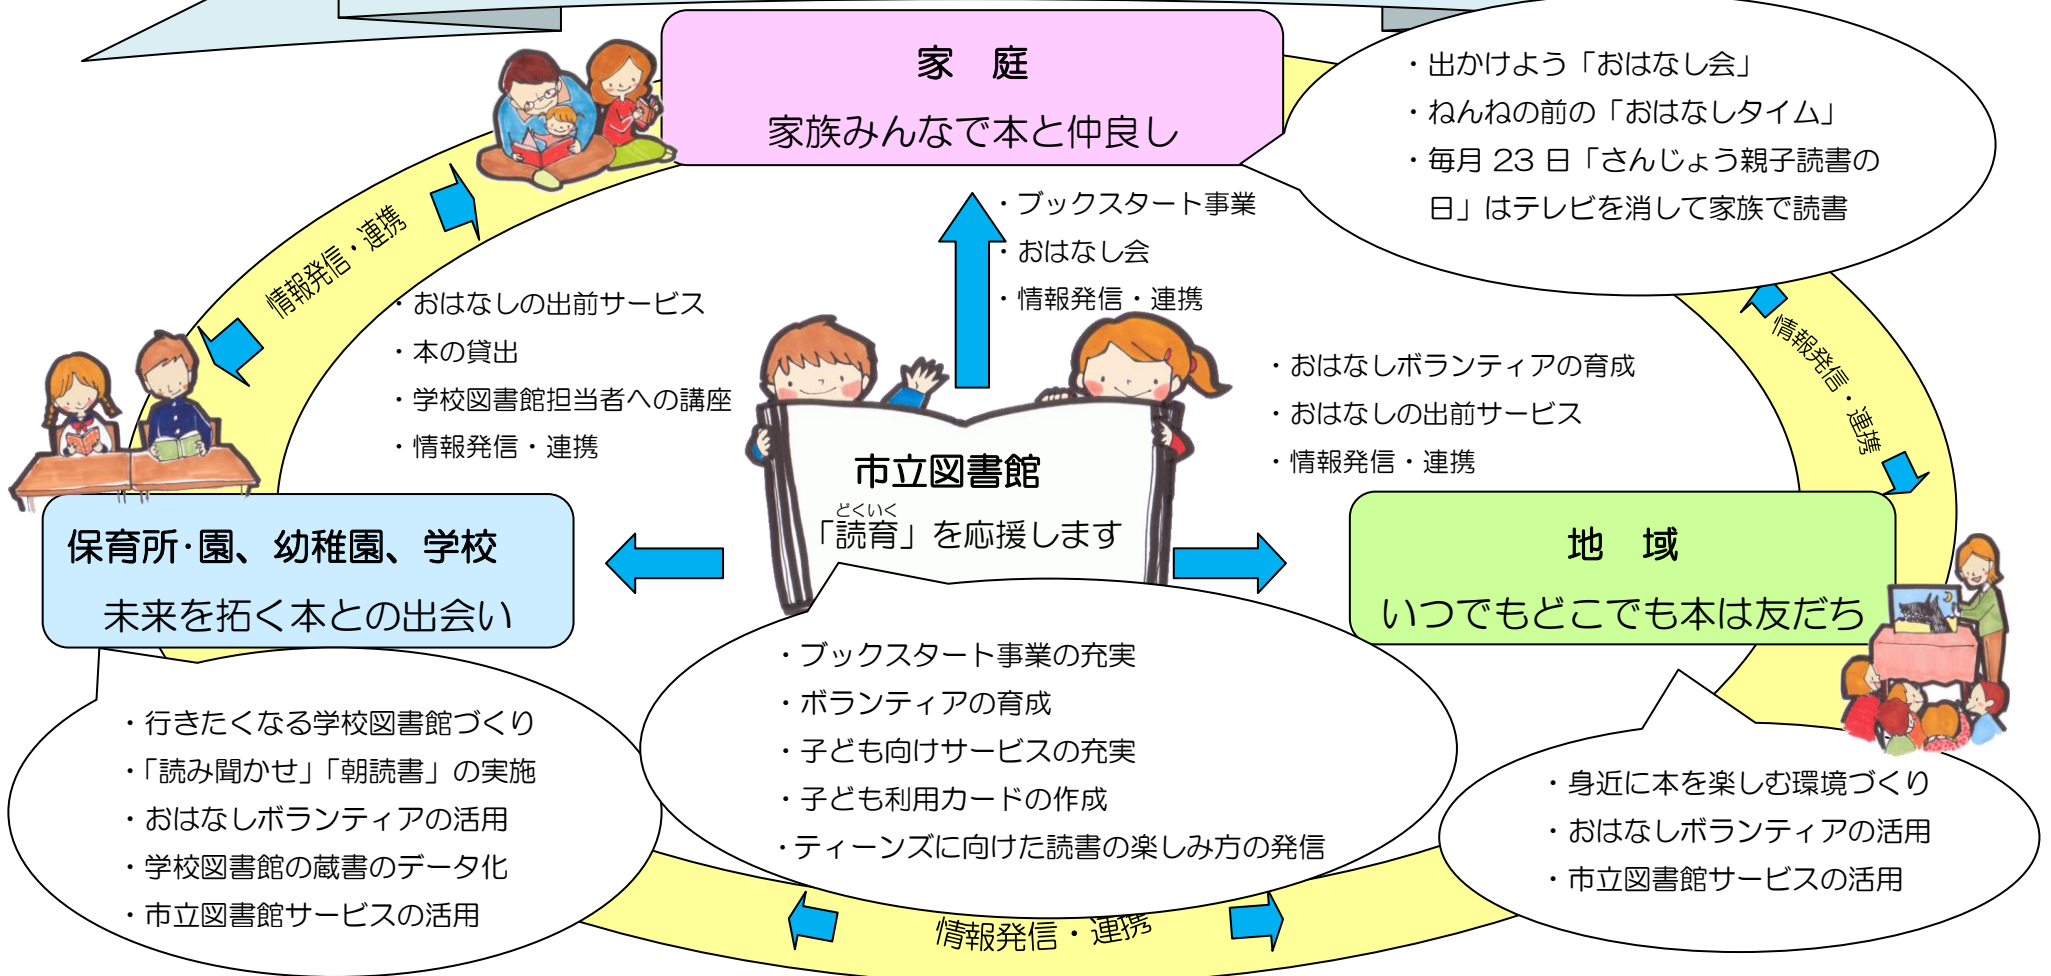 家 庭
家族みんなで本と仲良し
・出かけよう「おはなし会」
・ねんねの前の「おはなしタイム」
・毎月 23 日「さんじょう親子読書の
日」はテレビを消して家族で読書
情報発信・連携
・ブックスタート事業
・おはなし会
・情報発信・連携
・おはなしの出前サービス
・本の貸出
・学校図書館担当者への講座
・情報発信・連携
情報発信・連携
・おはなしボランティアの育成
・おはなしの出前サービス
・情報発信・連携
市立図書館
どくいく
「読育」を応援します
保育所・園、幼稚園、学校
未来を拓く本との出会い
地 域
いつでもどこでも本は友だち
・ブックスタート事業の充実
・ボランティアの育成
・子ども向けサービスの充実
・子ども利用カードの作成
・ティーンズに向けた読書の楽しみ方の発信
・行きたくなる学校図書館づくり
・「読み聞かせ」「朝読書」の実施
・おはなしボランティアの活用
・学校図書館の蔵書のデータ化
・市立図書館サービスの活用
・身近に本を楽しむ環境づくり
・おはなしボランティアの活用
・市立図書館サービスの活用
情報発信・連携